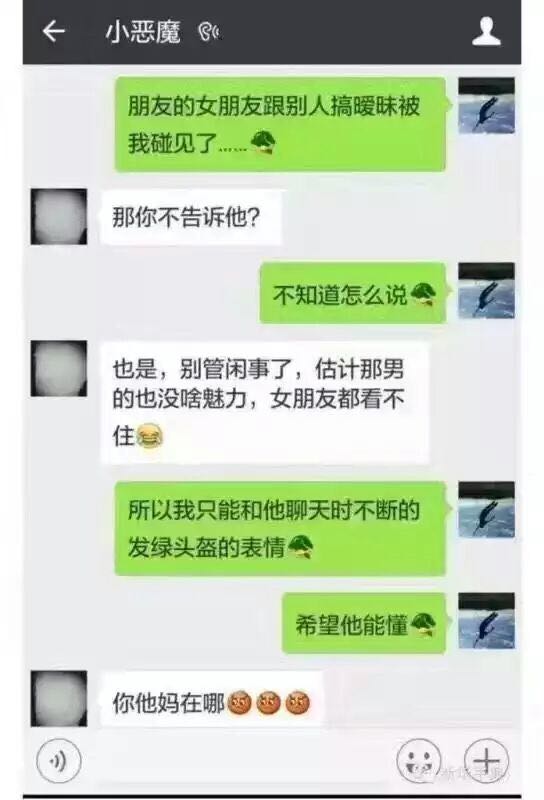 小恶魔
朋友的女朋友跟别人搞暧昧被
我碰见了......
那你不告诉他?
不知道怎么说
也是，别管闲事了，估计那男
的也没啥魅力，女朋友都看不
住
所以我只能和他聊天时不断的
发绿头盔的表情
希望他能懂
你他妈在哪